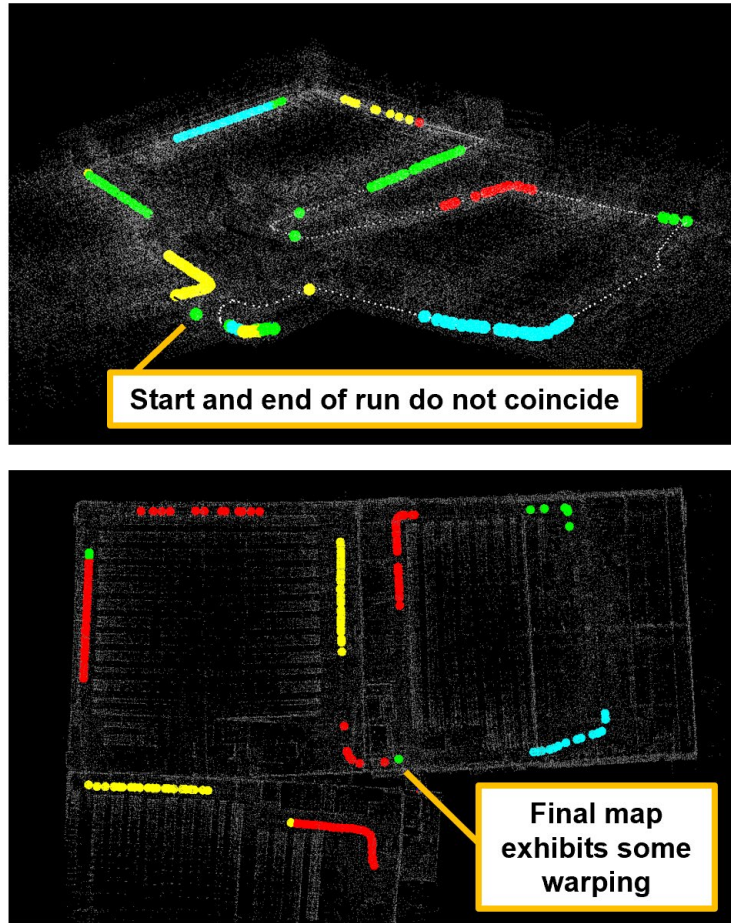 Start and end of run do not coincide
Final map
exhibits some
warping